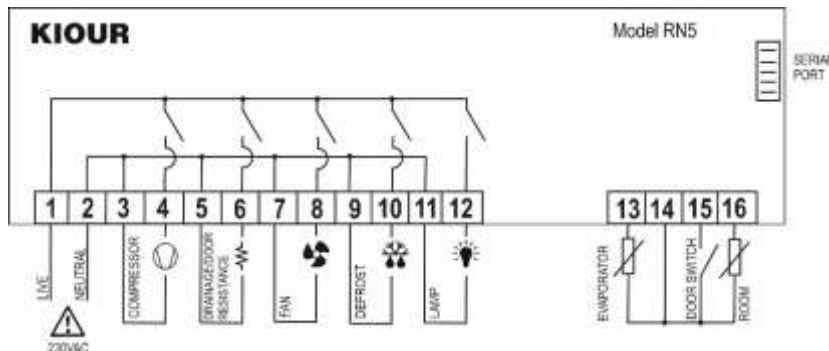 KIOUR
Model RN5
SERIAL
PORT
1 2 3 4 5 6 7 8 9 10 11 12 13 14 15 16
LIVE
NEUTRAL
COMPRESSOR
DRAINAGE/DOOR
RESISTANCE
FAN
DEFROST
LAMP
EVAPORATOR
DOOR SWITCH
ROOM
230VAC